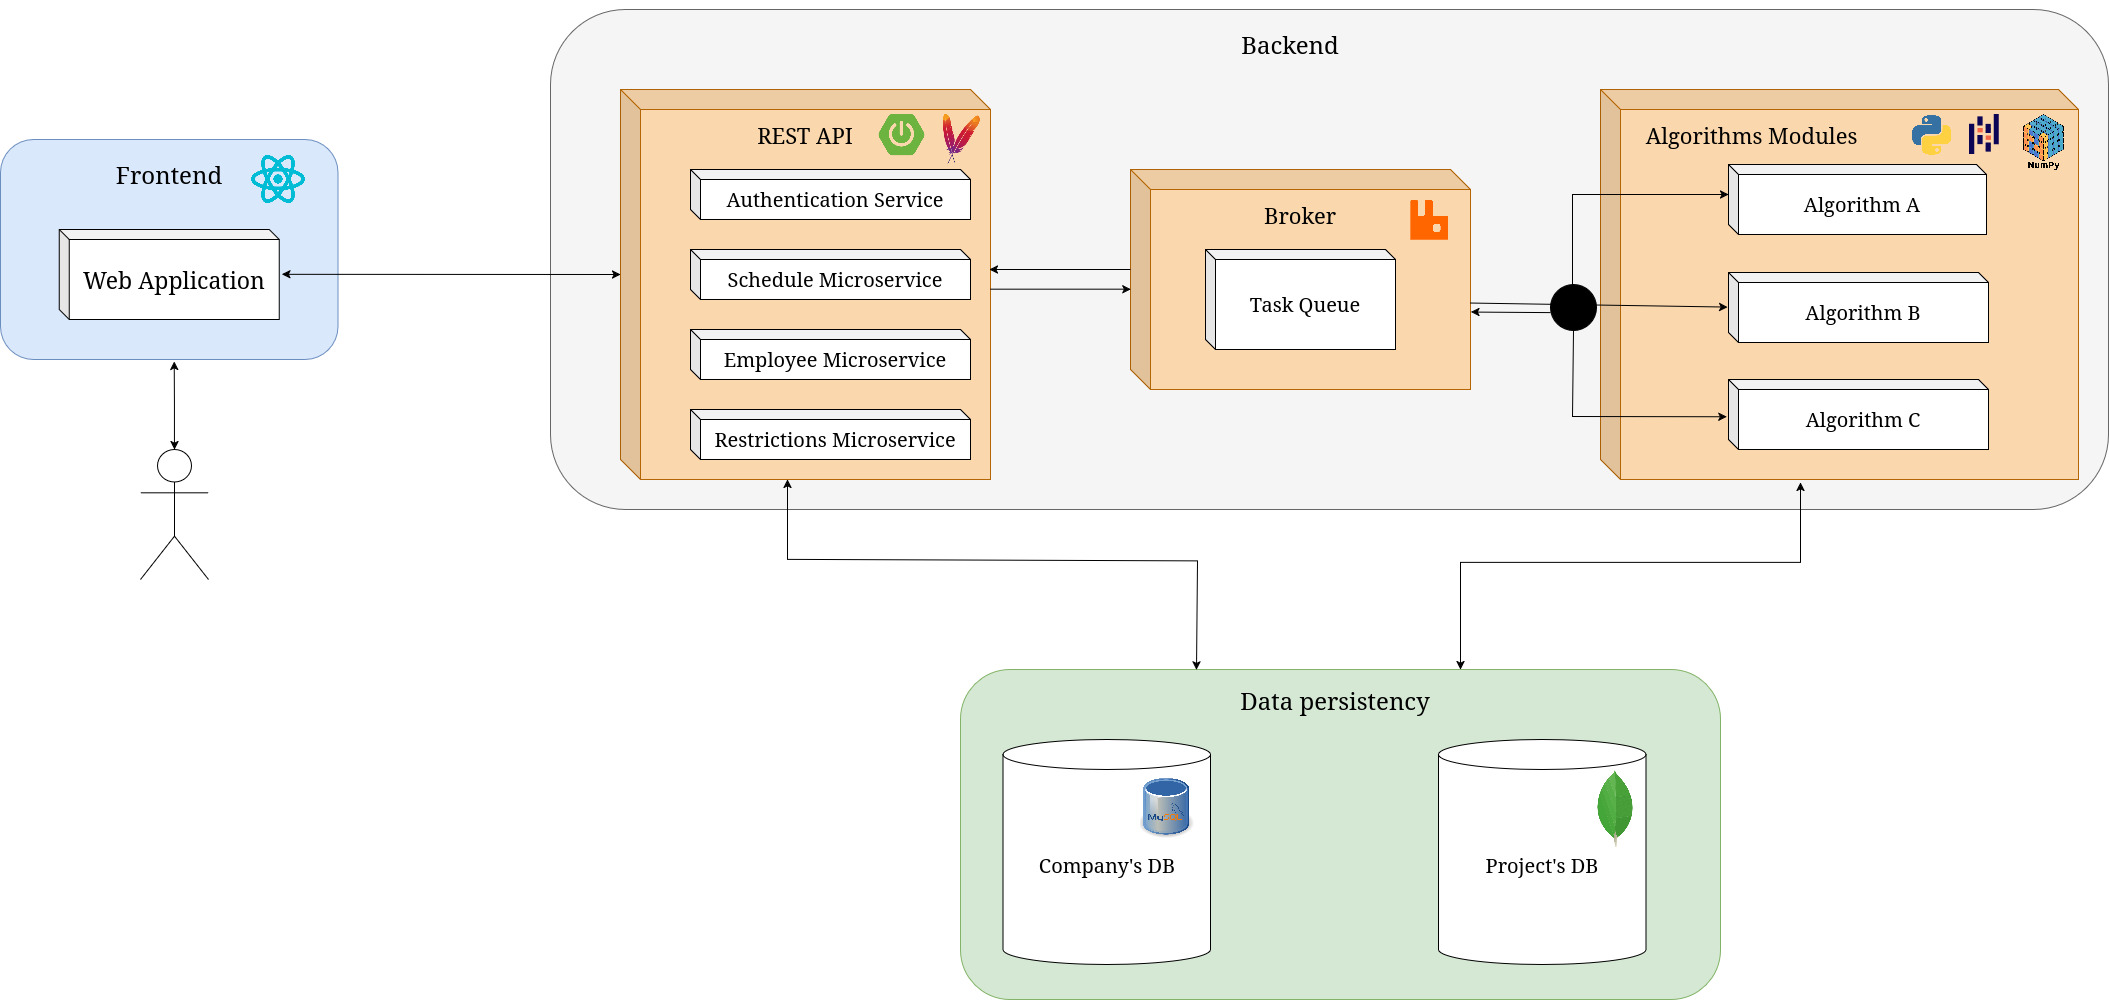 Backend
Frontend
Web Application
REST API
Authentication Service
Schedule Microservice
Employee Microservice
Restrictions Microservice
Broker
Task Queue
Algorithms Modules
NumPy
Algorithm A
Algorithm B
Algorithm C
Data persistency
MySQL
Company's DB
Project's DB